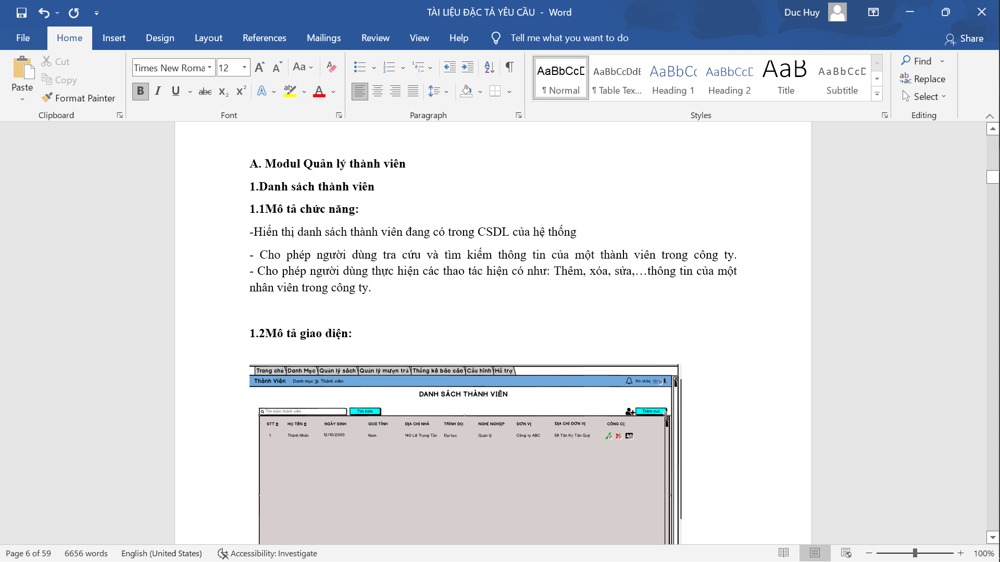 TÀI LIỆU ĐẶC TẢ YÊU CẦU - Word
Duc Huy
File Home Insert Design Layout References Mailings Review View Help Tell me what you want to do Share
Paste
Cut
Copy
Format Painter
Clipboard
Times New Roma 12
Font
Paragraph
AaBbCcD AaBbCcDdE AaBbCc AaBbCcD AaB AaBbCcD
¶ Normal ¶ Table Tex... Heading 1 Heading 2 Title Subtitle
Styles
Find
Replace
Select
Editing
A. Modul Quản lý thành viên
1.Danh sách thành viên
1.1Mô tả chức năng:
-Hiển thị danh sách thành viên đang có trong CSDL của hệ thống
- Cho phép người dùng tra cứu và tìm kiếm thông tin của một thành viên trong công ty.
- Cho phép người dùng thực hiện các thao tác hiện có như: Thêm, xóa, sửa,…thông tin của một
nhân viên trong công ty.
1.2Mô tả giao diện:
Trang chủ Danh Mục Quản lý sách Quản lý mượn trả Thống kê báo cáo Cấu hình Hỗ trợ
Thành Viên Danh mục Thành viên Xin chào,
DANH SÁCH THÀNH VIÊN
Tìm kiếm thành viên Tìm kiếm Thêm mới
STT HỌ TÊN NGÀY SINH GIỚI TÍNH ĐỊA CHỈ NHÀ TRÌNH ĐỘ NGHỀ NGHIỆP ĐƠN VỊ ĐỊA CHỈ ĐƠN VỊ CÔNG CỤ
1 Thành Nhân 12/10/2000 Nam 140 Lê Trọng Tấn Đại học Quản lý Công ty ABC 58 Tân Kỳ Tân Quý
Page 6 of 59 6656 words English (United States) Accessibility: Investigate 100%